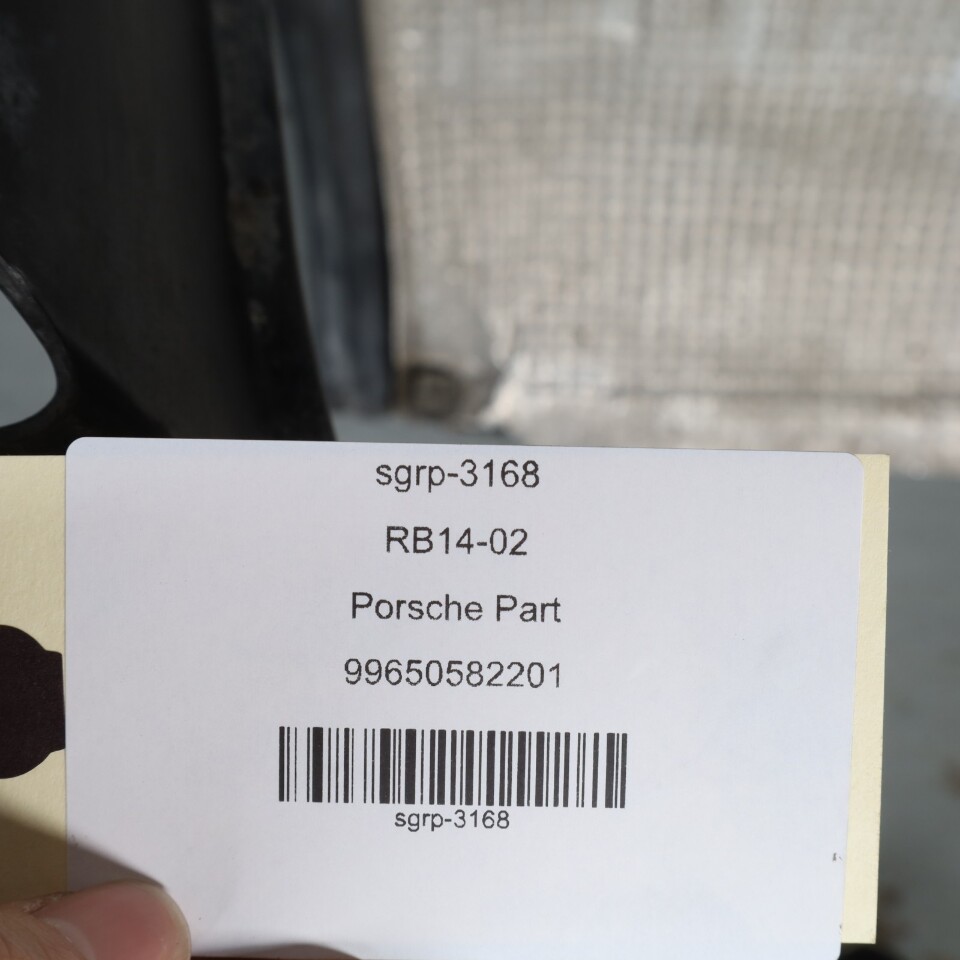 sgrp-3168
RB14-02
Porsche Part
99650582201
sgrp-3168